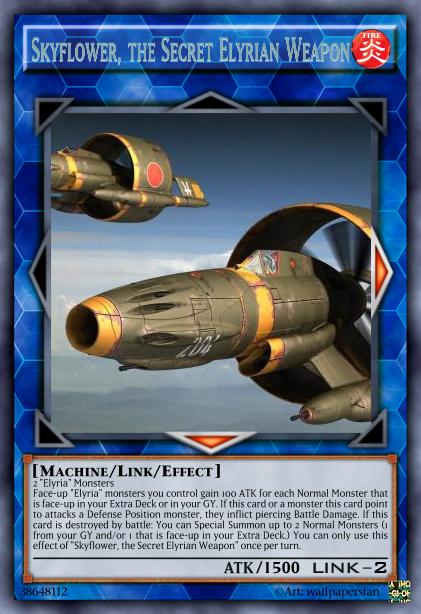 Skyflower, the Secret Elyrian Weapon
FIRE
炎
202
[Machine/Link/Effect]
2 "Elyria" Monsters
Face-up "Elyria" monsters you control gain 100 ATK for each Normal Monster that
is face-up in your Extra Deck or in your GY. If this card or a monster this card point
to attacks a Defense Position monster, they inflict piercing Battle Damage. If this
card is destroyed by battle: You can Special Summon up to 2 Normal Monsters (1
from your GY and/or 1 that is face-up in your Extra Deck.) You can only use this
effect of "Skyflower, the Secret Elyrian Weapon" once per turn.
ATK/1500 LINK-2
38648112 ©Art: wallpapersfan